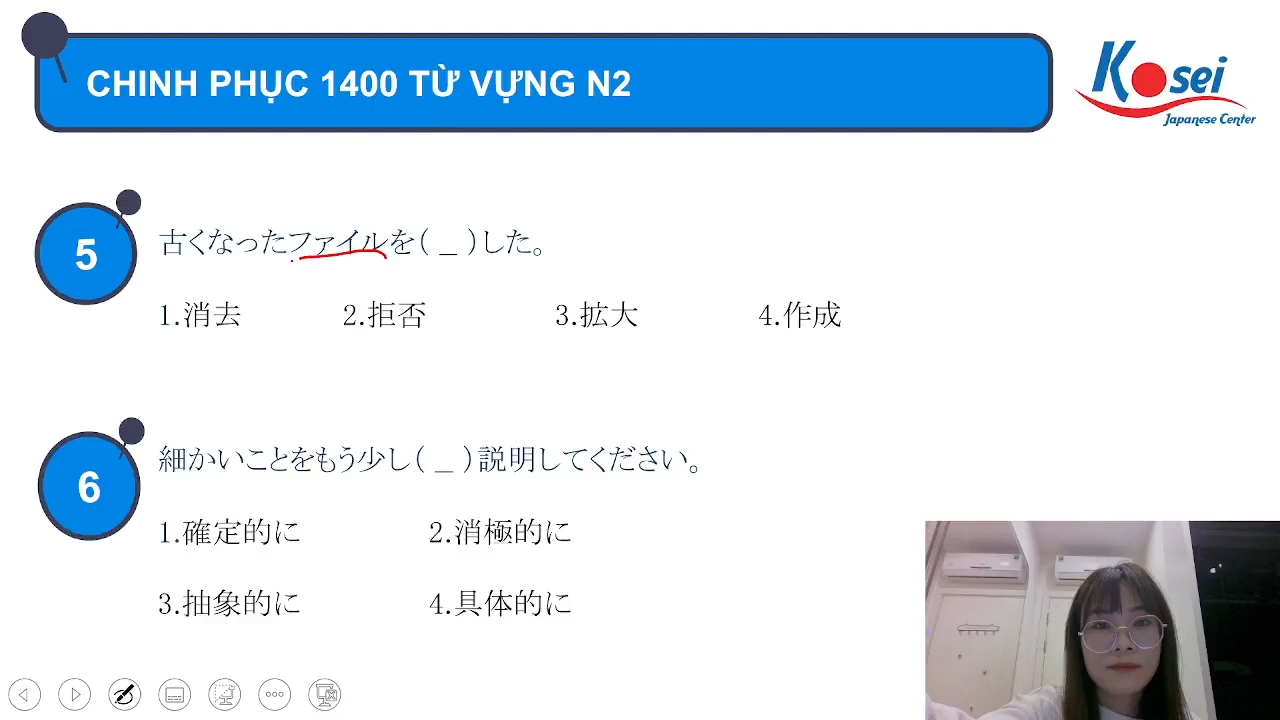 CHINH PHỤC 1400 TỪ VỰNG N2
Kosei
Japanese Center
5
古くなったファイルを( _ )した。
1.消去 2.拒否 3.拡大 4.作成
6
細かいことをもう少し( _ )説明してください。
1.確定的に 2.消極的に
3.抽象的に 4.具体的に